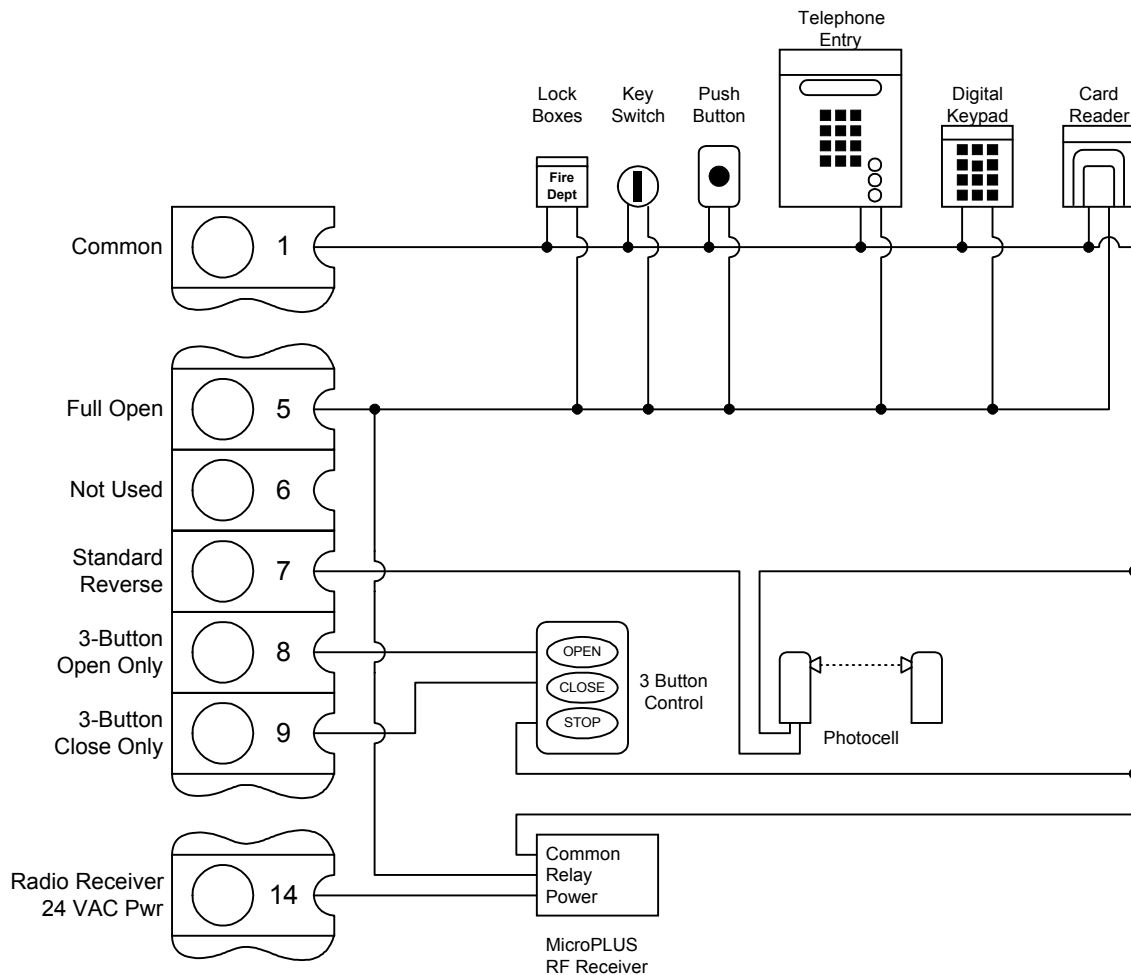 Telephone
Entry
Lock
Boxes
Key
Switch
Push
Button
Digital
Keypad
Card
Reader
Fire
Dept
Common
1
Full Open
5
Not Used
6
Standard
Reverse
7
3-Button
Open Only
8
3-Button
Close Only
9
OPEN
CLOSE
STOP
3 Button
Control
Photocell
Radio Receiver
24 VAC Pwr
14
Common
Relay
Power
MicroPLUS
RF Receiver